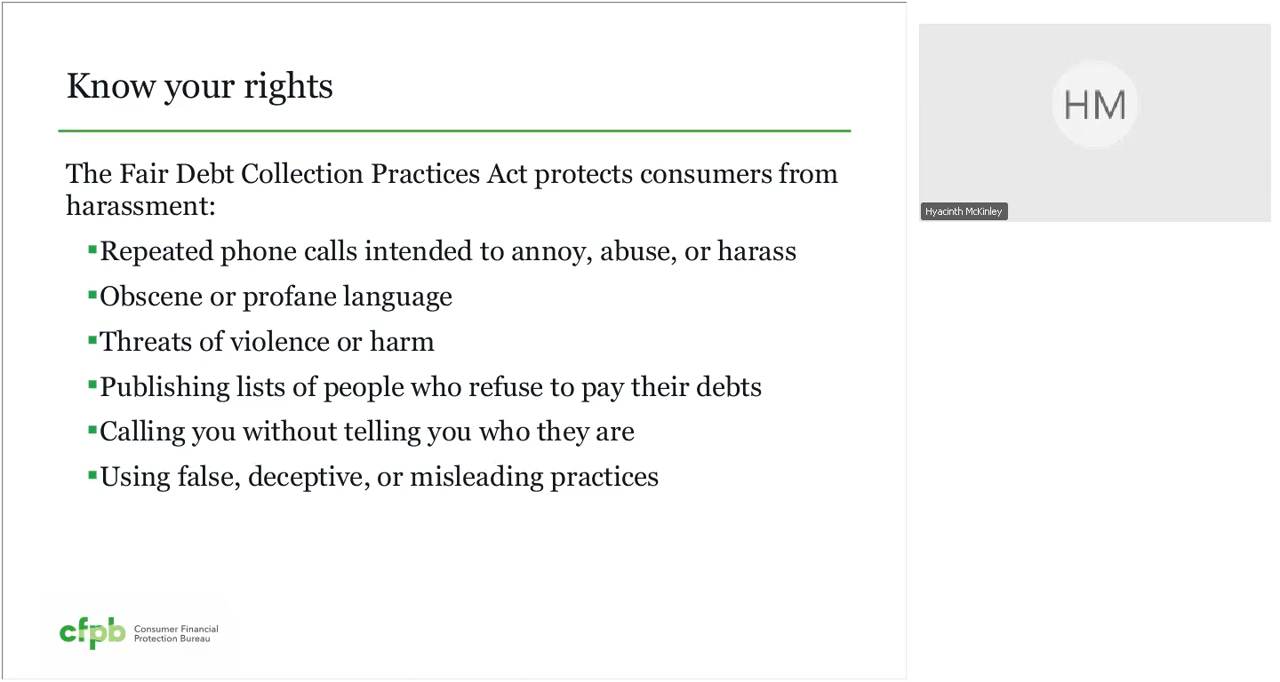 Know your rights
The Fair Debt Collection Practices Act protects consumers from
harassment:
▪Repeated phone calls intended to annoy, abuse, or harass
▪Obscene or profane language
▪Threats of violence or harm
▪Publishing lists of people who refuse to pay their debts
▪Calling you without telling you who they are
▪Using false, deceptive, or misleading practices
cfpb
Consumer Financial
Protection Bureau
HM
Hyacinth McKinley